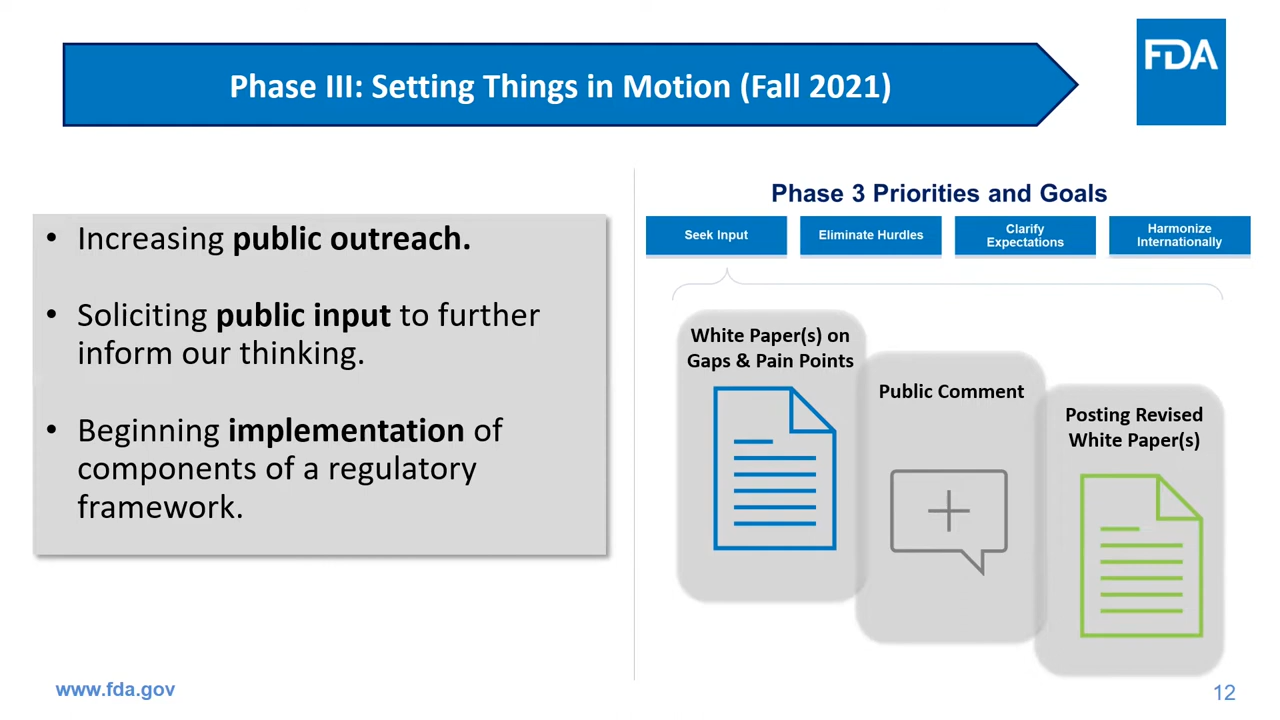 Phase III: Setting Things in Motion (Fall 2021)
FDA
• Increasing public outreach.
• Soliciting public input to further
inform our thinking.
• Beginning implementation of
components of a regulatory
framework.
Phase 3 Priorities and Goals
Seek Input
Eliminate Hurdles
Clarify
Expectations
Harmonize
Internationally
White Paper(s) on
Gaps & Pain Points
Public Comment
Posting Revised
White Paper(s)
www.fda.gov
12